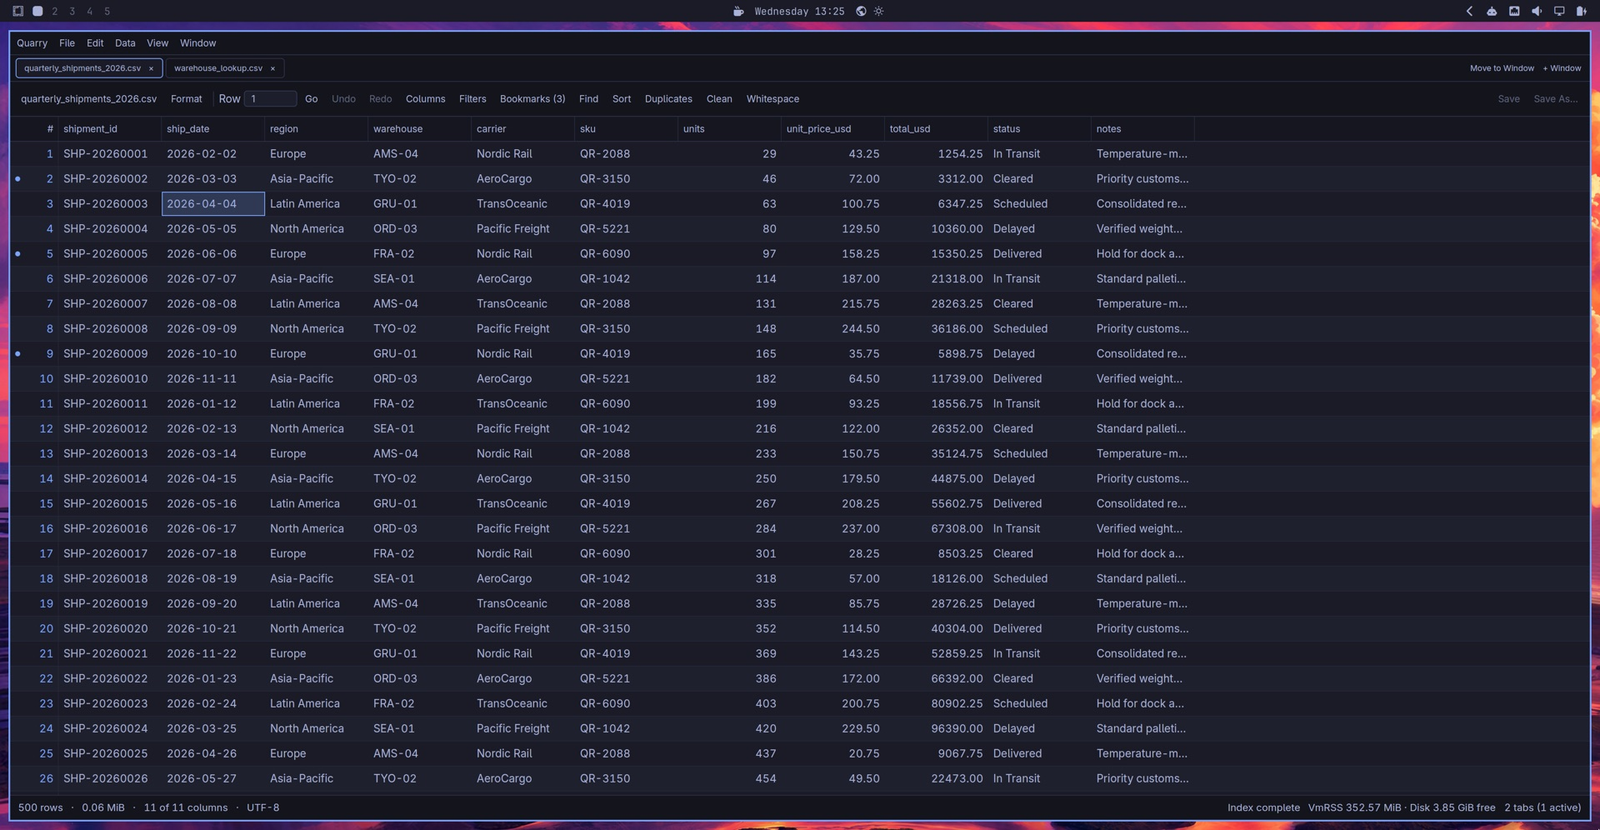 2 3 4 5 Wednesday 13:25
Quarry File Edit Data View Window
quarterly_shipments_2026.csv × warehouse_lookup.csv × Move to Window + Window
quarterly_shipments_2026.csv Format Row 1 Go Undo Redo Columns Filters Bookmarks (3) Find Sort Duplicates Clean Whitespace Save Save As...
# shipment_id ship_date region warehouse carrier sku units unit_price_usd total_usd status notes
1 SHP-20260001 2026-02-02 Europe AMS-04 Nordic Rail QR-2088 29 43.25 1254.25 In Transit Temperature-m...
2 SHP-20260002 2026-03-03 Asia-Pacific TYO-02 AeroCargo QR-3150 46 72.00 3312.00 Cleared Priority customs...
3 SHP-20260003 2026-04-04 Latin America GRU-01 TransOceanic QR-4019 63 100.75 6347.25 Scheduled Consolidated re...
4 SHP-20260004 2026-05-05 North America ORD-03 Pacific Freight QR-5221 80 129.50 10360.00 Delayed Verified weight...
5 SHP-20260005 2026-06-06 Europe FRA-02 Nordic Rail QR-6090 97 158.25 15350.25 Delivered Hold for dock a...
6 SHP-20260006 2026-07-07 Asia-Pacific SEA-01 AeroCargo QR-1042 114 187.00 21318.00 In Transit Standard palleti...
7 SHP-20260007 2026-08-08 Latin America AMS-04 TransOceanic QR-2088 131 215.75 28263.25 Cleared Temperature-m...
8 SHP-20260008 2026-09-09 North America TYO-02 Pacific Freight QR-3150 148 244.50 36186.00 Scheduled Priority customs...
9 SHP-20260009 2026-10-10 Europe GRU-01 Nordic Rail QR-4019 165 35.75 5898.75 Delayed Consolidated re...
10 SHP-20260010 2026-11-11 Asia-Pacific ORD-03 AeroCargo QR-5221 182 64.50 11739.00 Delivered Verified weight...
11 SHP-20260011 2026-01-12 Latin America FRA-02 TransOceanic QR-6090 199 93.25 18556.75 In Transit Hold for dock a...
12 SHP-20260012 2026-02-13 North America SEA-01 Pacific Freight QR-1042 216 122.00 26352.00 Cleared Standard palleti...
13 SHP-20260013 2026-03-14 Europe AMS-04 Nordic Rail QR-2088 233 150.75 35124.75 Scheduled Temperature-m...
14 SHP-20260014 2026-04-15 Asia-Pacific TYO-02 AeroCargo QR-3150 250 179.50 44875.00 Delayed Priority customs...
15 SHP-20260015 2026-05-16 Latin America GRU-01 TransOceanic QR-4019 267 208.25 55602.75 Delivered Consolidated re...
16 SHP-20260016 2026-06-17 North America ORD-03 Pacific Freight QR-5221 284 237.00 67308.00 In Transit Verified weight...
17 SHP-20260017 2026-07-18 Europe FRA-02 Nordic Rail QR-6090 301 28.25 8503.25 Cleared Hold for dock a...
18 SHP-20260018 2026-08-19 Asia-Pacific SEA-01 AeroCargo QR-1042 318 57.00 18126.00 Scheduled Standard palleti...
19 SHP-20260019 2026-09-20 Latin America AMS-04 TransOceanic QR-2088 335 85.75 28726.25 Delayed Temperature-m...
20 SHP-20260020 2026-10-21 North America TYO-02 Pacific Freight QR-3150 352 114.50 40304.00 Delivered Priority customs...
21 SHP-20260021 2026-11-22 Europe GRU-01 Nordic Rail QR-4019 369 143.25 52859.25 In Transit Consolidated re...
22 SHP-20260022 2026-01-23 Asia-Pacific ORD-03 AeroCargo QR-5221 386 172.00 66392.00 Cleared Verified weight...
23 SHP-20260023 2026-02-24 Latin America FRA-02 TransOceanic QR-6090 403 200.75 80902.25 Scheduled Hold for dock a...
24 SHP-20260024 2026-03-25 North America SEA-01 Pacific Freight QR-1042 420 229.50 96390.00 Delayed Standard palleti...
25 SHP-20260025 2026-04-26 Europe AMS-04 Nordic Rail QR-2088 437 20.75 9067.75 Delivered Temperature-m...
26 SHP-20260026 2026-05-27 Asia-Pacific TYO-02 AeroCargo QR-3150 454 49.50 22473.00 In Transit Priority customs...
500 rows · 0.06 MiB · 11 of 11 columns · UTF-8 Index complete VmRSS 352.57 MiB · Disk 3.85 GiB free 2 tabs (1 active)